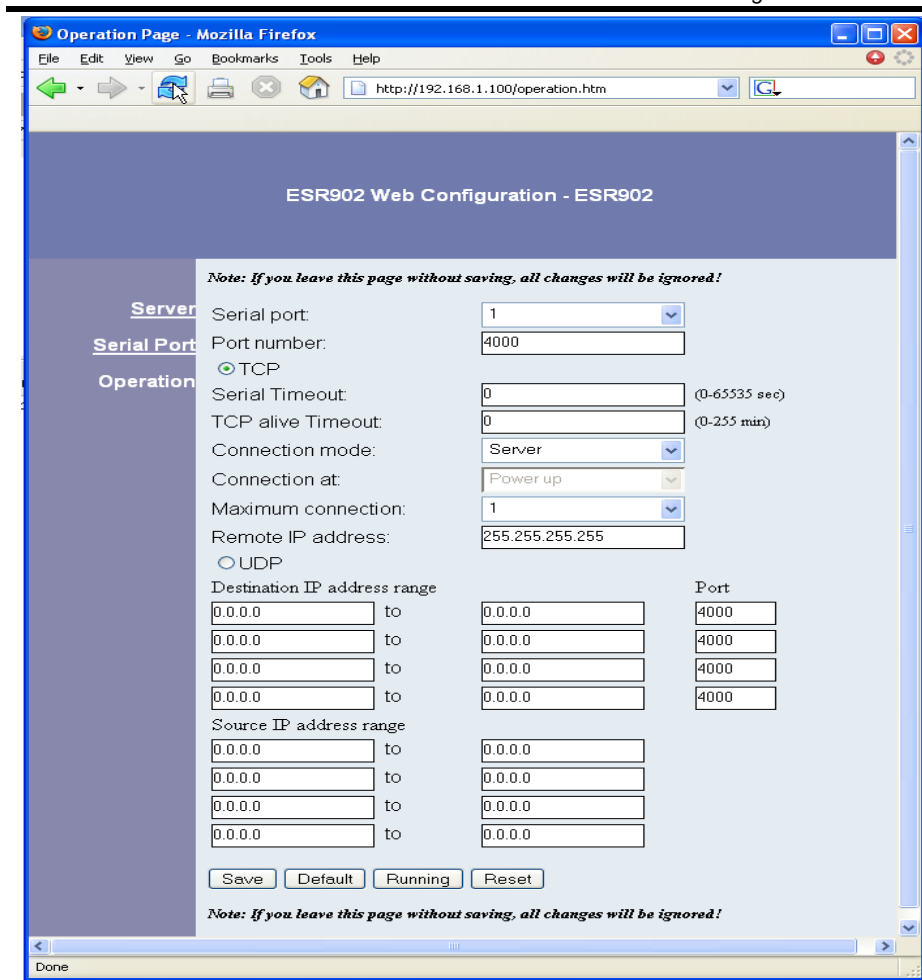 Operation Page - Mozilla Firefox
File Edit View Go Bookmarks Tools Help
http://192.168.1.100/operation.htm
G
ESR902 Web Configuration - ESR902
Note: If you leave this page without saving, all changes will be ignored!
Server
Serial Port
Operation
Serial port: 1
Port number: 4000
TCP
Serial Timeout: 0 (0-65535 sec)
TCP alive Timeout: 0 (0-255 min)
Connection mode: Server
Connection at: Power up
Maximum connection: 1
Remote IP address: 255.255.255.255
UDP
Destination IP address range Port
0.0.0.0 to 0.0.0.0 4000
0.0.0.0 to 0.0.0.0 4000
0.0.0.0 to 0.0.0.0 4000
0.0.0.0 to 0.0.0.0 4000
Source IP address range
0.0.0.0 to 0.0.0.0
0.0.0.0 to 0.0.0.0
0.0.0.0 to 0.0.0.0
0.0.0.0 to 0.0.0.0
Save Default Running Reset
Note: If you leave this page without saving, all changes will be ignored!
Done